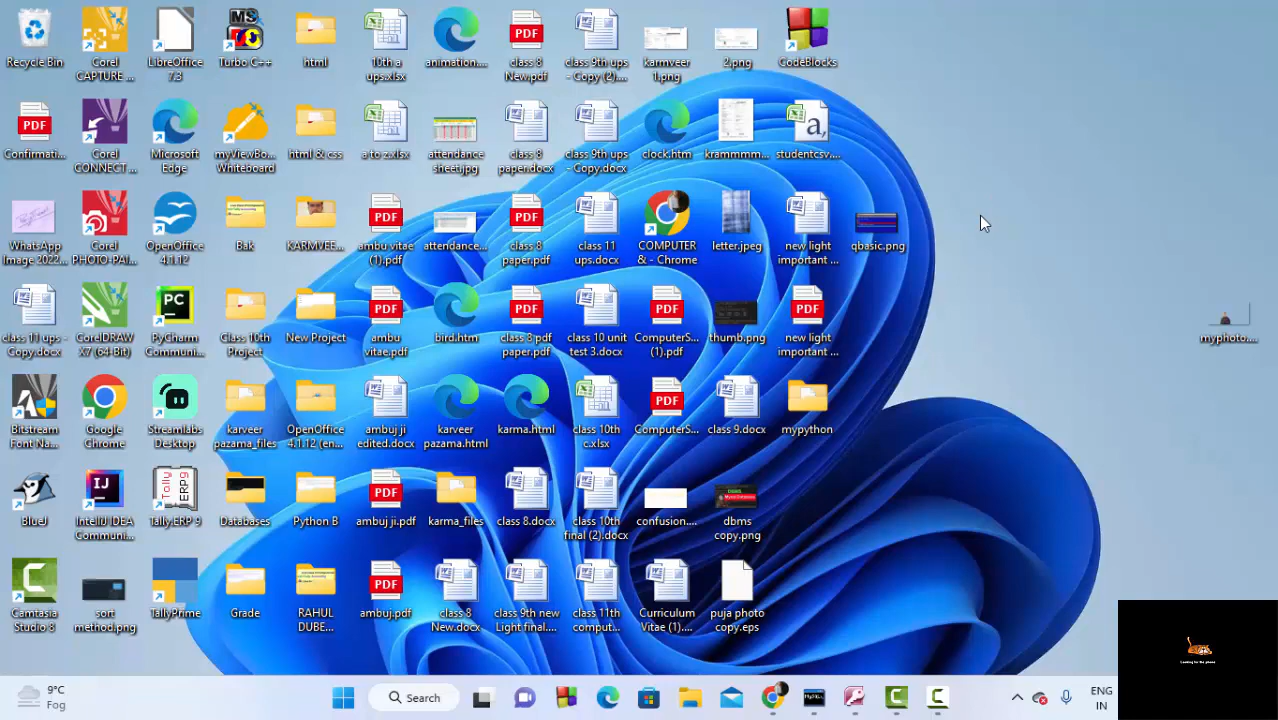 Recycle Bin
Corel
CAPTURE ...
LibreOffice
7.3
Turbo C++
html
10th a
ups.xlsx
animation....
class 8
New.pdf
class 9th ups
- Copy (2)....
karmveer
1.png
2.png
CodeBlocks
Confirmati...
Corel
CONNECT ...
Microsoft
Edge
myViewBo...
Whiteboard
html & css
a to z.xlsx
attendance
sheet.jpg
class 8
paper.docx
class 9th ups
- Copy.docx
clock.htm
krammmm...
studentcsv....
WhatsApp
Image 2022...
Corel
PHOTO-PAI...
OpenOffice
4.1.12
Bak
KARMVEE...
ambu vitae
(1).pdf
attendance...
class 8
paper.pdf
class 11
ups.docx
COMPUTER
& - Chrome
letter.jpeg
new light
important ...
qbasic.png
class 11 ups -
Copy.docx
CorelDRAW
X7 (64-Bit)
PyCharm
Communi...
Class 10th
Project
New Project
ambu
vitae.pdf
bird.htm
class 8 pdf
paper.pdf
class 10 unit
test 3.docx
ComputerS...
(1).pdf
thumb.png
new light
important ...
myphoto....
Bitstream
Font Na...
Google
Chrome
Streamlabs
Desktop
karveer
pazama_files
OpenOffice
4.1.12 (en...
ambuj ji
edited.docx
karveer
pazama.html
karma.html
class 10th
c.xlsx
ComputerS...
class 9.docx
mypython
BlueJ
IntelliJ IDEA
Communi...
Tally.ERP 9
Databases
Python B
ambuj ji.pdf
karma_files
class 8.docx
class 10th
final (2).docx
confusion....
dbms
copy.png
Camtasia
Studio 8
sort
method.png
TallyPrime
Grade
RAHUL
DUBE...
ambuj.pdf
class 8
New.docx
class 9th new
Light final....
class 11th
comput...
Curriculum
Vitae (1)....
puja photo
copy.eps
9°C
Fog
Search
ENG
IN
Looking for the phone